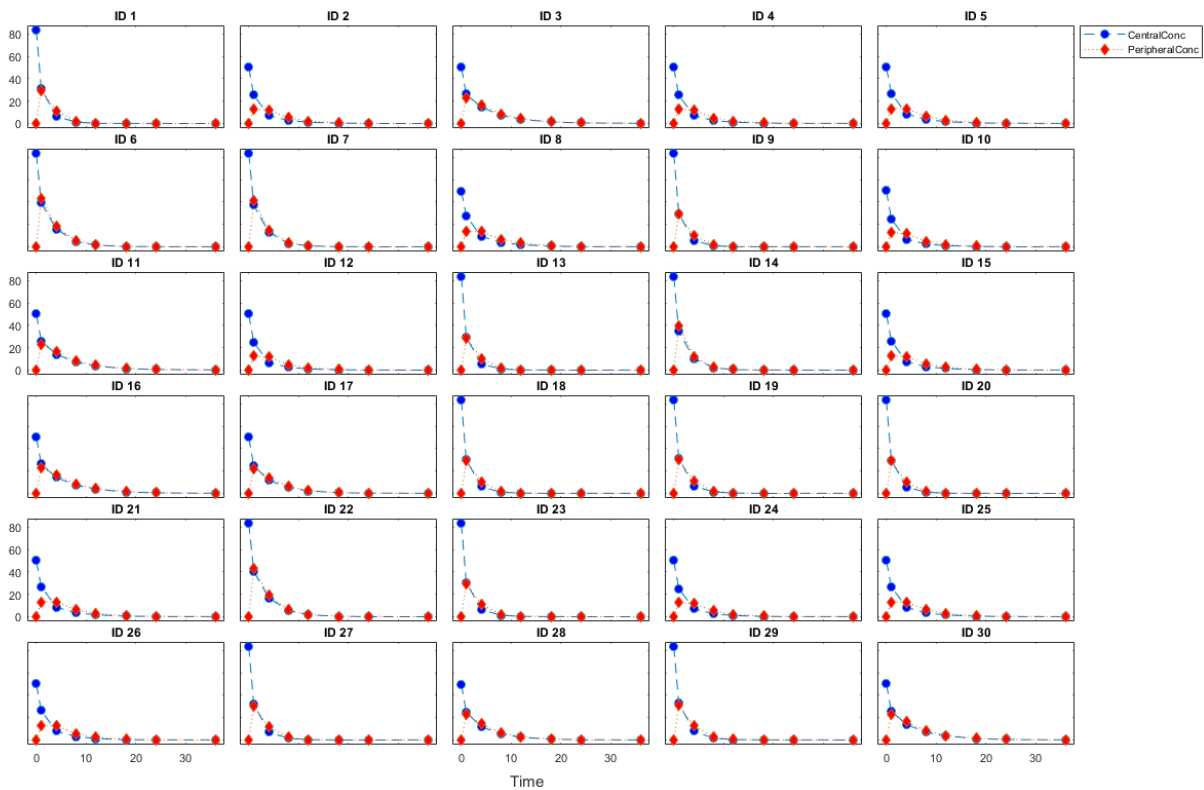 ID 1 ID 2 ID 3 ID 4 ID 5
CentralConc
PeripheralConc
80
60
40
20
0
ID 6 ID 7 ID 8 ID 9 ID 10
ID 11 ID 12 ID 13 ID 14 ID 15
80
60
40
20
0
ID 16 ID 17 ID 18 ID 19 ID 20
ID 21 ID 22 ID 23 ID 24 ID 25
80
60
40
20
0
ID 26 ID 27 ID 28 ID 29 ID 30
0 10 20 30 0 10 20 30 0 10 20 30
Time